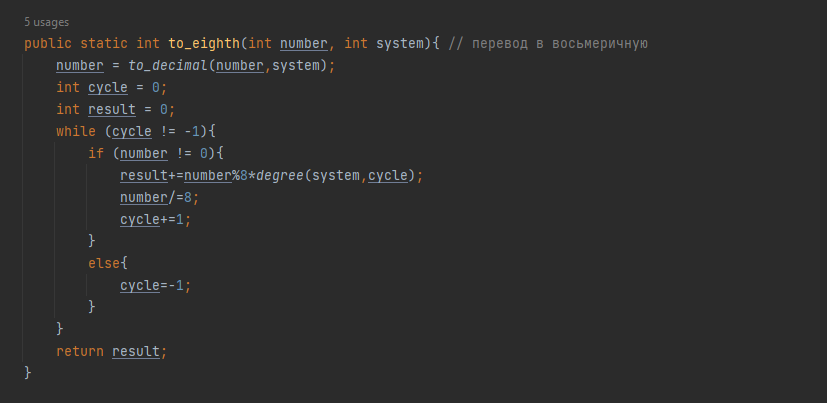 5 usages
public static int to_eighth(int number, int system){ // перевод в восьмеричную
number = to_decimal(number,system);
int cycle = 0;
int result = 0;
while (cycle != -1){
if (number != 0){
result+=number%8*degree(system,cycle);
number/=8;
cycle+=1;
}
else{
cycle=-1;
}
}
return result;
}